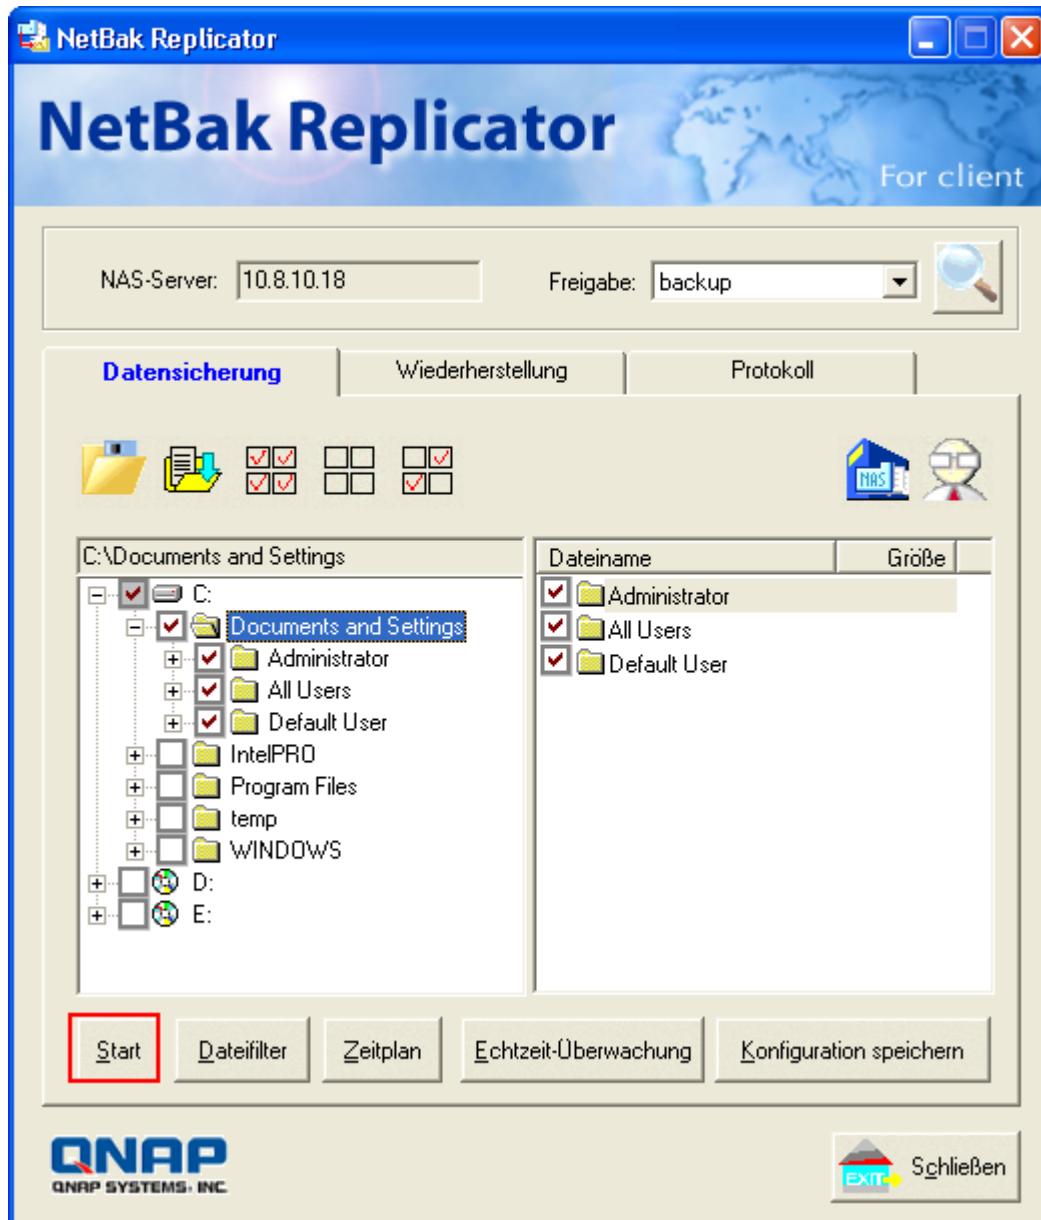 NetBak Replicator
NetBak Replicator
For client
NAS-Server: 10.8.10.18 Freigabe: backup
Datensicherung Wiederherstellung Protokoll
NAS
C:\Documents and Settings Dateiname Größe
C: Administrator
Documents and Settings All Users
Administrator Default User
All Users
Default User
IntelPRO
Program Files
temp
WINDOWS
D:
E:
Start Dateifilter Zeitplan Echtzeit-Überwachung Konfiguration speichern
QNAP
QNAP SYSTEMS, INC.
EXIT Schließen